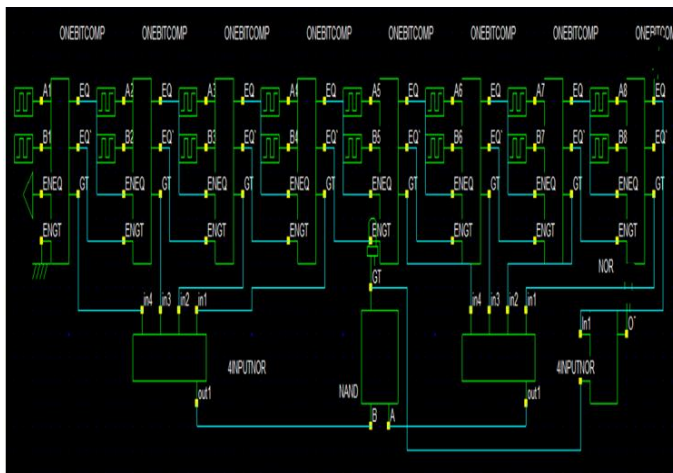 ONEBITCOMP ONEBITCOMP ONEBITCOMP ONEBITCOMP ONEBITCOMP ONEBITCOMP ONEBITCOMP ONEBITCOMP
A1 EQ A2 EQ A3 EQ A4 EQ A5 EQ A6 EQ A7 EQ A8 EQ
B1 EQ' B2 EQ' B3 EQ' B4 EQ' B5 EQ' B6 EQ' B7 EQ' B8 EQ'
ENEQ GT ENEQ GT ENEQ GT ENEQ GT ENEQ GT ENEQ GT ENEQ GT ENEQ GT
ENGT ENGT ENGT ENGT ENGT ENGT ENGT ENGT
NOR
GT
in4 in3 in2 in1 in4 in3 in2 in1 In1
4INPUTNOR 4INPUTNOR
NAND
out1 out1
B A